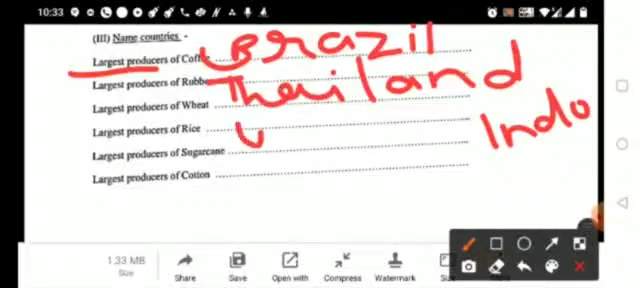 10:33
(III) Name countries -
Largest producers of Coffee Brazil
Largest producers of Rubber Thailand
Largest producers of Wheat
Largest producers of Rice Indo
Largest producers of Sugarcane
Largest producers of Cotton
1.33 MB
Size
Share
Save
Open with
Compress
Watermark